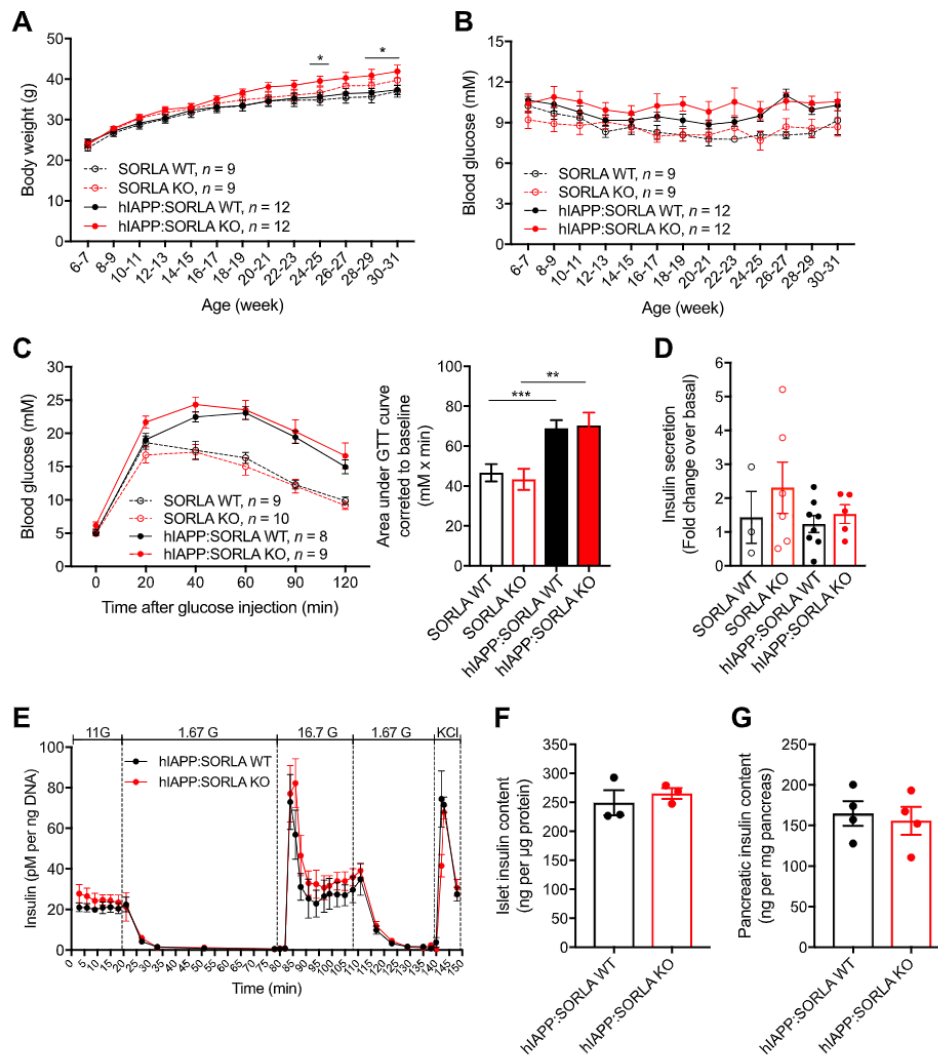 A
Body weight (g)
50
40
30
20
10
0
SORLA WT, n = 9
SORLA KO, n = 9
hIAPP:SORLA WT, n = 12
hIAPP:SORLA KO, n = 12
*
*
6-7
8-9
10-11
12-13
14-15
16-17
18-19
20-21
22-23
24-25
26-27
28-29
30-31
Age (week)
B
Blood glucose (mM)
15
12
9
6
3
0
SORLA WT, n = 9
SORLA KO, n = 9
hIAPP:SORLA WT, n = 12
hIAPP:SORLA KO, n = 12
6-7
8-9
10-11
12-13
14-15
16-17
18-19
20-21
22-23
24-25
26-27
28-29
30-31
Age (week)
C
Blood glucose (mM)
30
25
20
15
10
5
0
SORLA WT, n = 9
SORLA KO, n = 10
hIAPP:SORLA WT, n = 8
hIAPP:SORLA KO, n = 9
0
20
40
60
90
120
Time after glucose injection (min)
Area under GTT curve
correted to baseline
(mM x min)
100
80
60
40
20
0
**
***
SORLA WT
SORLA KO
hIAPP:SORLA WT
hIAPP:SORLA KO
D
Insulin secretion
(Fold change over basal)
6
4
2
0
SORLA WT
SORLA KO
hIAPP:SORLA WT
hIAPP:SORLA KO
E
11G
1.67 G
16.7 G
1.67 G
KCl
Insulin (pM per ng DNA)
100
80
60
40
20
0
hIAPP:SORLA WT
hIAPP:SORLA KO
0
5
10
15
20
25
30
35
40
45
50
55
60
65
70
75
80
85
90
95
100
105
110
115
120
125
130
135
140
145
150
Time (min)
F
Islet insulin content
(ng per µg protein)
350
300
250
200
150
100
50
0
hIAPP:SORLA WT
hIAPP:SORLA KO
G
Pancreatic insulin content
(ng per mg pancreas)
250
200
150
100
50
0
hIAPP:SORLA WT
hIAPP:SORLA KO